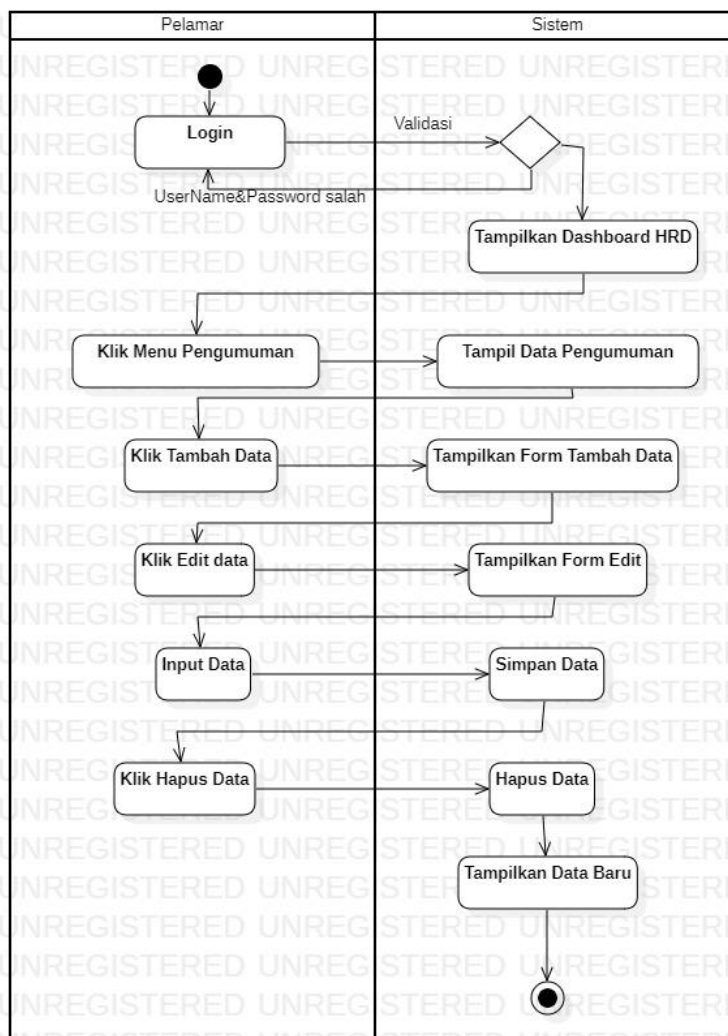 Pelamar
Sistem
Login
Validasi
UserName&Password salah
Tampilkan Dashboard HRD
Klik Menu Pengumuman
Tampil Data Pengumuman
Klik Tambah Data
Tampilkan Form Tambah Data
Klik Edit data
Tampilkan Form Edit
Input Data
Simpan Data
Klik Hapus Data
Hapus Data
Tampilkan Data Baru
UNREGISTERED